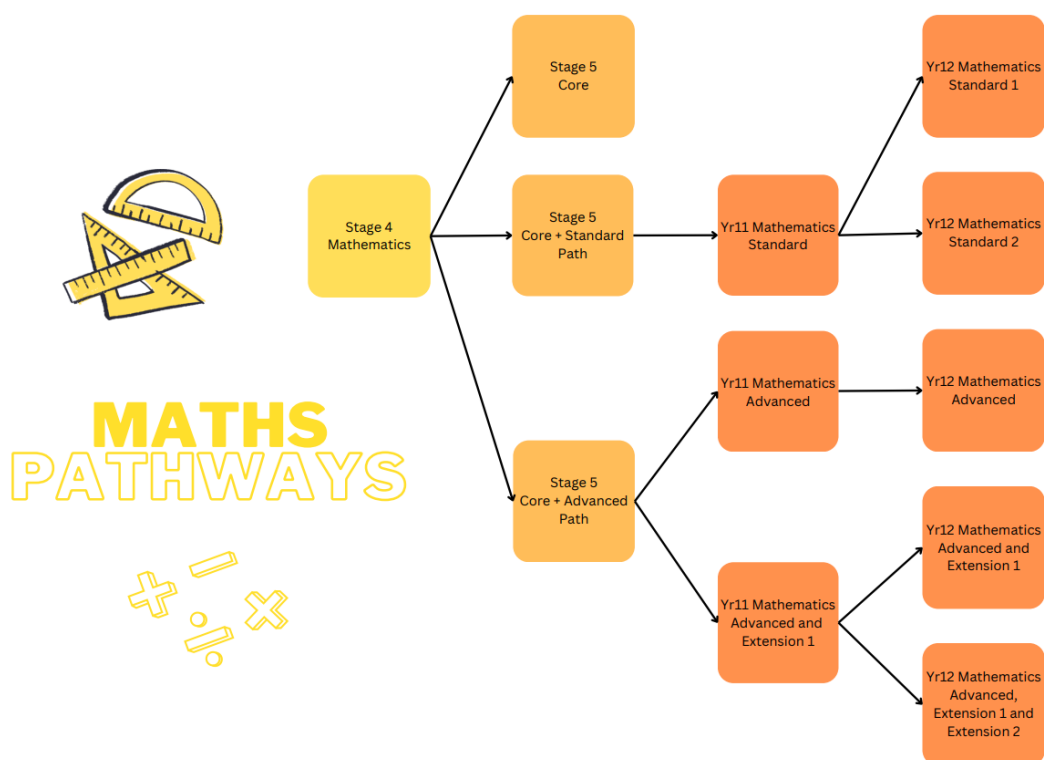 MATHS
PATHWAYS
Stage 4
Mathematics
Stage 5
Core
Stage 5
Core + Standard
Path
Stage 5
Core + Advanced
Path
Yr11 Mathematics
Standard
Yr11 Mathematics
Advanced
Yr11 Mathematics
Advanced and
Extension 1
Yr12 Mathematics
Standard 1
Yr12 Mathematics
Standard 2
Yr12 Mathematics
Advanced
Yr12 Mathematics
Advanced and
Extension 1
Yr12 Mathematics
Advanced,
Extension 1 and
Extension 2